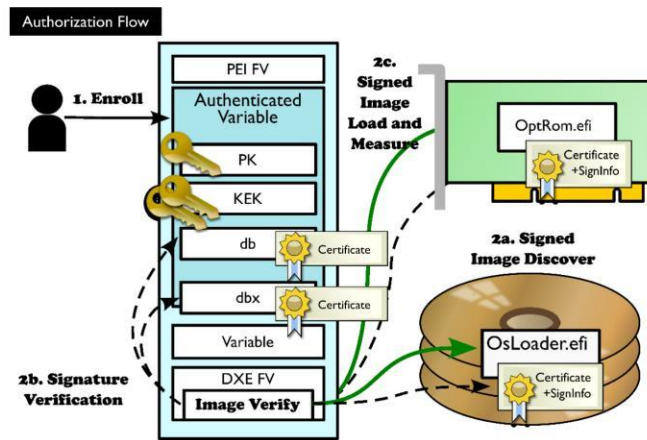 Authorization Flow
1. Enroll
PEI FV
Authenticated
Variable
PK
KEK
db
Certificate
dbx
Certificate
Variable
DXE FV
Image Verify
2b. Signature
Verification
2c.
Signed
Image
Load and
Measure
OptRom.efi
Certificate
+SignInfo
2a. Signed
Image Discover
OsLoader.efi
Certificate
+SignInfo